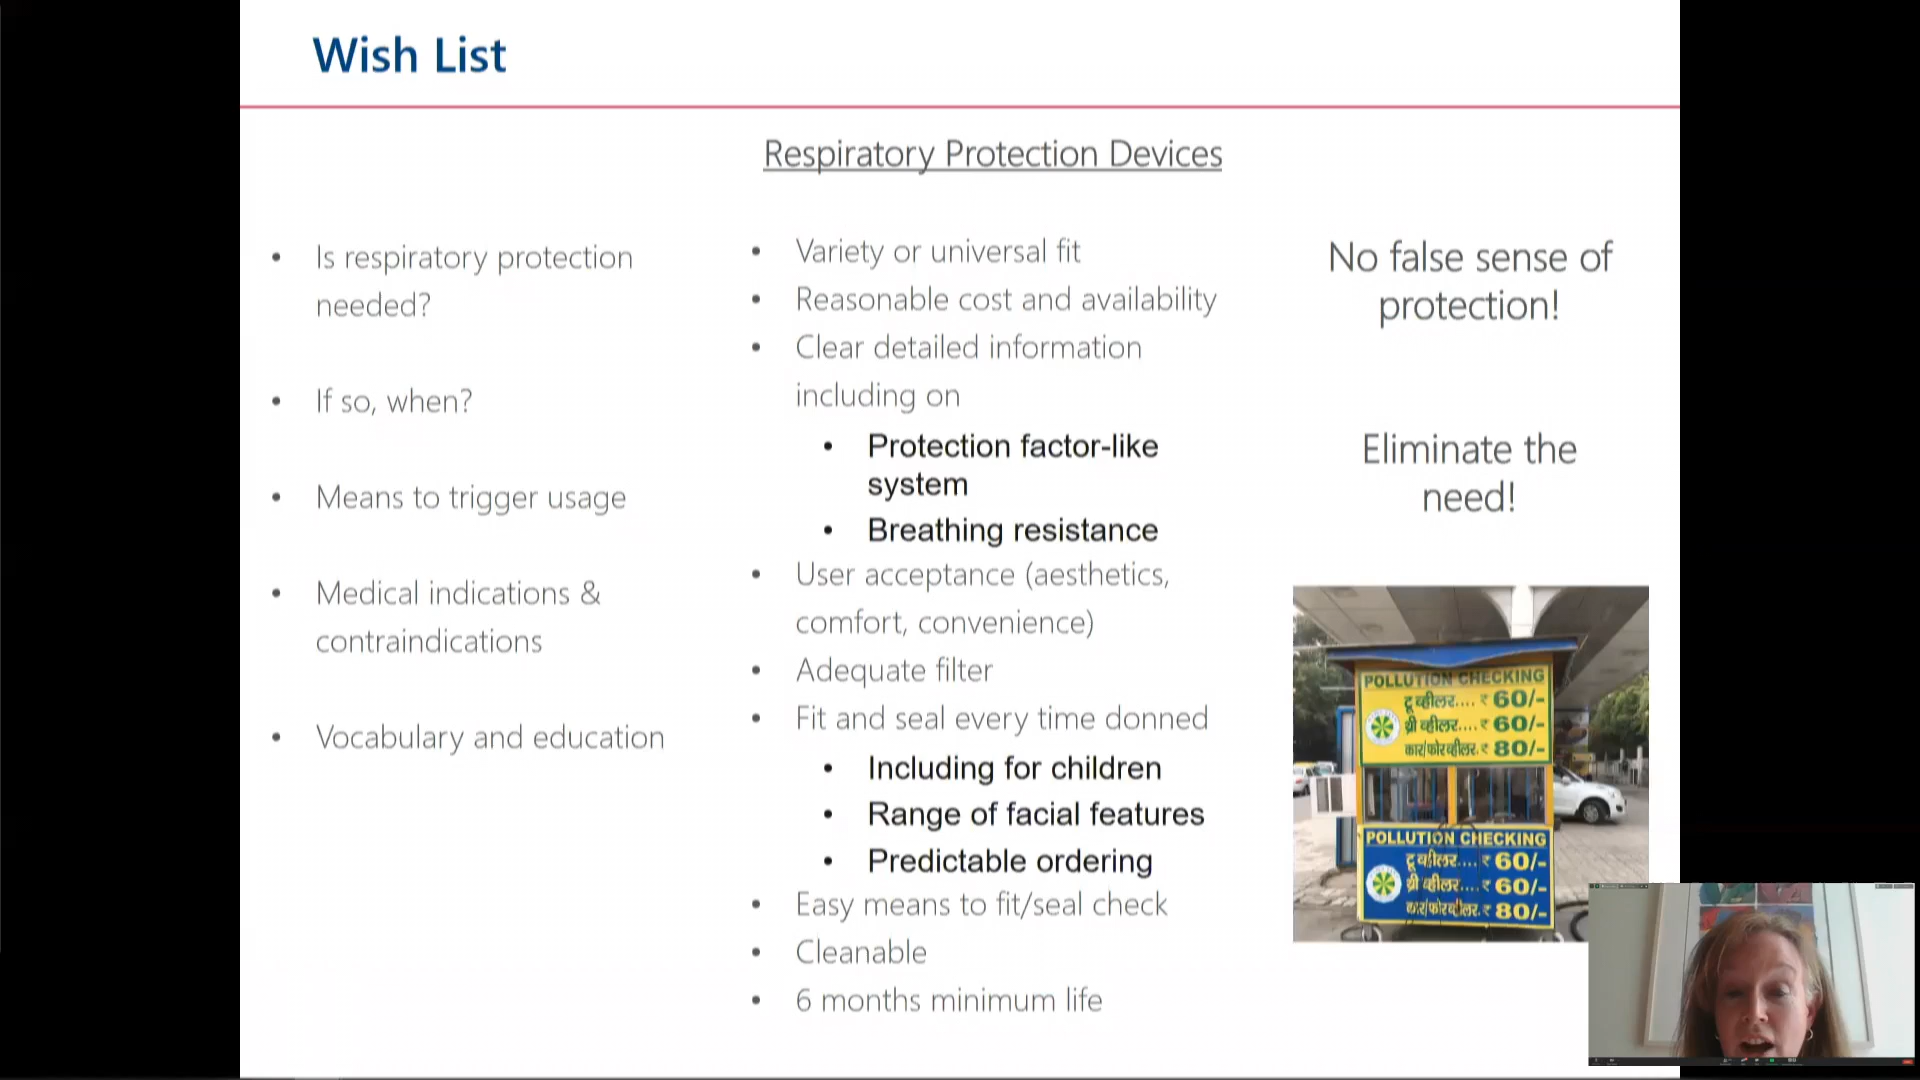 Wish List
Respiratory Protection Devices
• Is respiratory protection
needed?
• If so, when?
• Means to trigger usage
• Medical indications &
contraindications
• Vocabulary and education
• Variety or universal fit
• Reasonable cost and availability
• Clear detailed information
including on
• Protection factor-like
system
• Breathing resistance
• User acceptance (aesthetics,
comfort, convenience)
• Adequate filter
• Fit and seal every time donned
• Including for children
• Range of facial features
• Predictable ordering
• Easy means to fit/seal check
• Cleanable
• 6 months minimum life
No false sense of
protection!
Eliminate the
need!
POLLUTION CHECKING
टू व्हीलर.... ₹ 60/-
थ्री व्हीलर.... ₹ 60/-
कार/फोर व्हीलर. ₹ 80/-
POLLUTION CHECKING
टू व्हीलर.... ₹ 60/-
थ्री व्हीलर.... ₹ 60/-
कार/फोर व्हीलर. ₹ 80/-